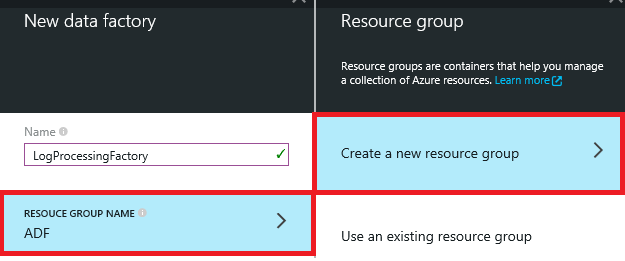 New data factory
Name
LogProcessingFactory
RESOUCE GROUP NAME
ADF
Resource group
Resource groups are containers that help you manage
a collection of Azure resources. Learn more
Create a new resource group
Use an existing resource group